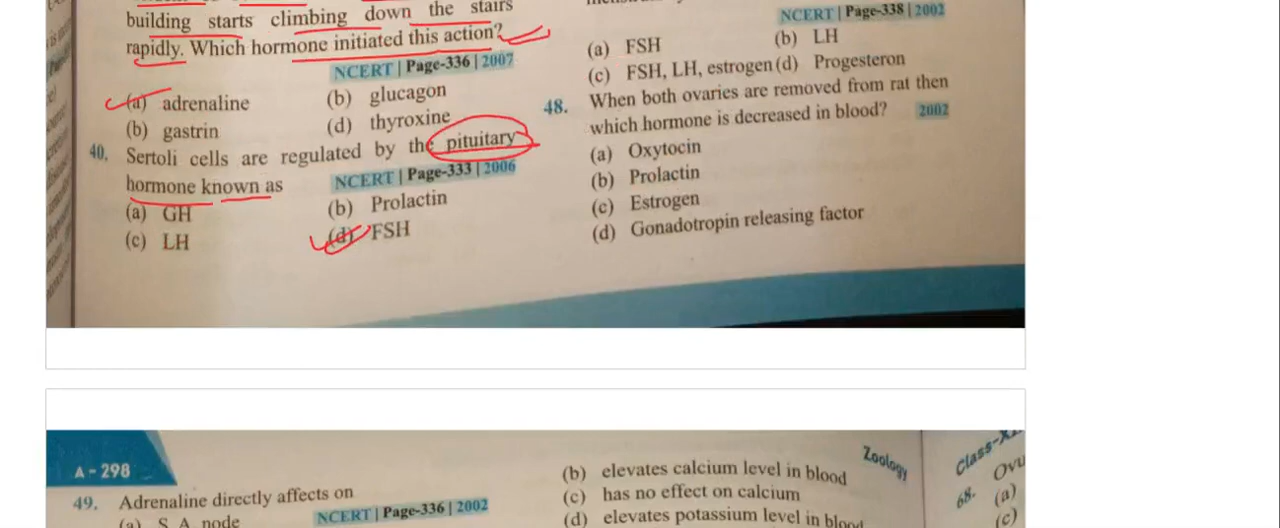 building starts climbing down the stairs
rapidly. Which hormone initiated this action?
NCERT | Page-336 | 2007
(a) adrenaline
(b) glucagon
(b) gastrin
(d) thyroxine
40. Sertoli cells are regulated by the pituitary
hormone known as
NCERT | Page-333 | 2006
(a) GH
(b) Prolactin
(c) LH
(d) FSH
NCERT | Page-338 | 2002
(a) FSH
(b) LH
(c) FSH, LH, estrogen (d) Progesteron
48. When both ovaries are removed from rat then
which hormone is decreased in blood? 2002
(a) Oxytocin
(b) Prolactin
(c) Estrogen
(d) Gonadotropin releasing factor
A - 298
Zoology
49. Adrenaline directly affects on
NCERT | Page-336 | 2002
(a) S.A. node
(b) elevates calcium level in blood
(c) has no effect on calcium
(d) elevates potassium level in blood
68.
(a)
(c)